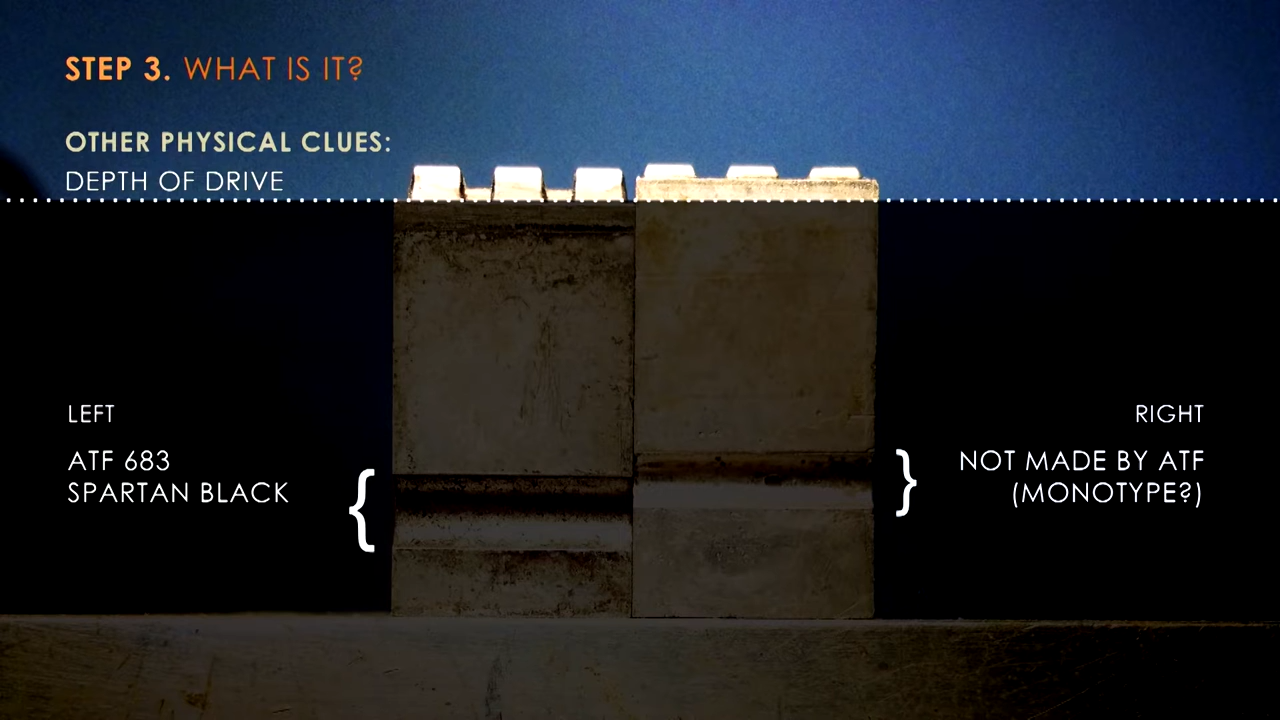 STEP 3. WHAT IS IT?
OTHER PHYSICAL CLUES:
DEPTH OF DRIVE
LEFT
ATF 683
SPARTAN BLACK
{
RIGHT
NOT MADE BY ATF
(MONOTYPE?)
}